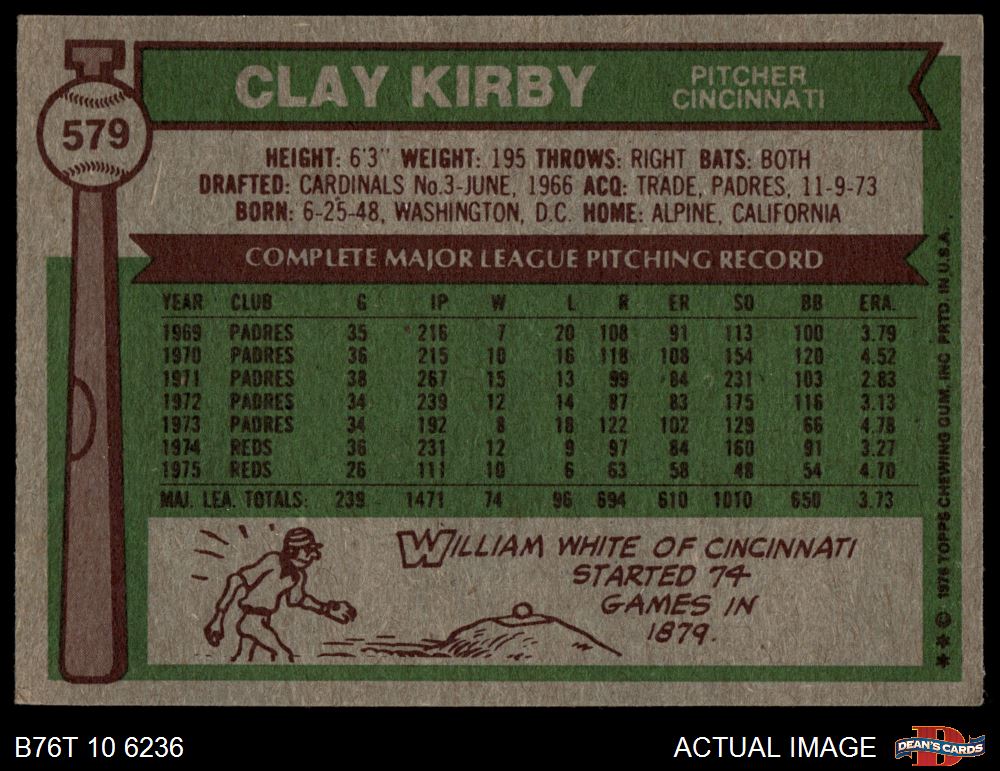 579
CLAY KIRBY
PITCHER
CINCINNATI
HEIGHT: 6'3" WEIGHT: 195 THROWS: RIGHT BATS: BOTH
DRAFTED: CARDINALS No.3-JUNE, 1966 ACQ: TRADE, PADRES, 11-9-73
BORN: 6-25-48, WASHINGTON, D.C. HOME: ALPINE, CALIFORNIA
COMPLETE MAJOR LEAGUE PITCHING RECORD
YEAR CLUB G IP W L R ER SO BB ERA.
1969 PADRES 35 216 7 20 108 91 113 100 3.79
1970 PADRES 36 215 10 16 118 108 154 120 4.52
1971 PADRES 38 267 15 13 99 84 231 103 2.83
1972 PADRES 34 239 12 14 87 83 175 116 3.13
1973 PADRES 34 192 8 18 122 102 129 66 4.78
1974 REDS 36 231 12 9 97 84 160 91 3.27
1975 REDS 26 111 10 6 63 58 48 54 4.70
MAJ. LEA. TOTALS: 239 1471 74 96 694 610 1010 650 3.73
WILLIAM WHITE OF CINCINNATI
STARTED 74
GAMES IN
1879.
** © 1976 TOPPS CHEWING GUM, INC. PRTD. IN U.S.A.
B76T 10 6236
ACTUAL IMAGE
DEAN'S CARDS